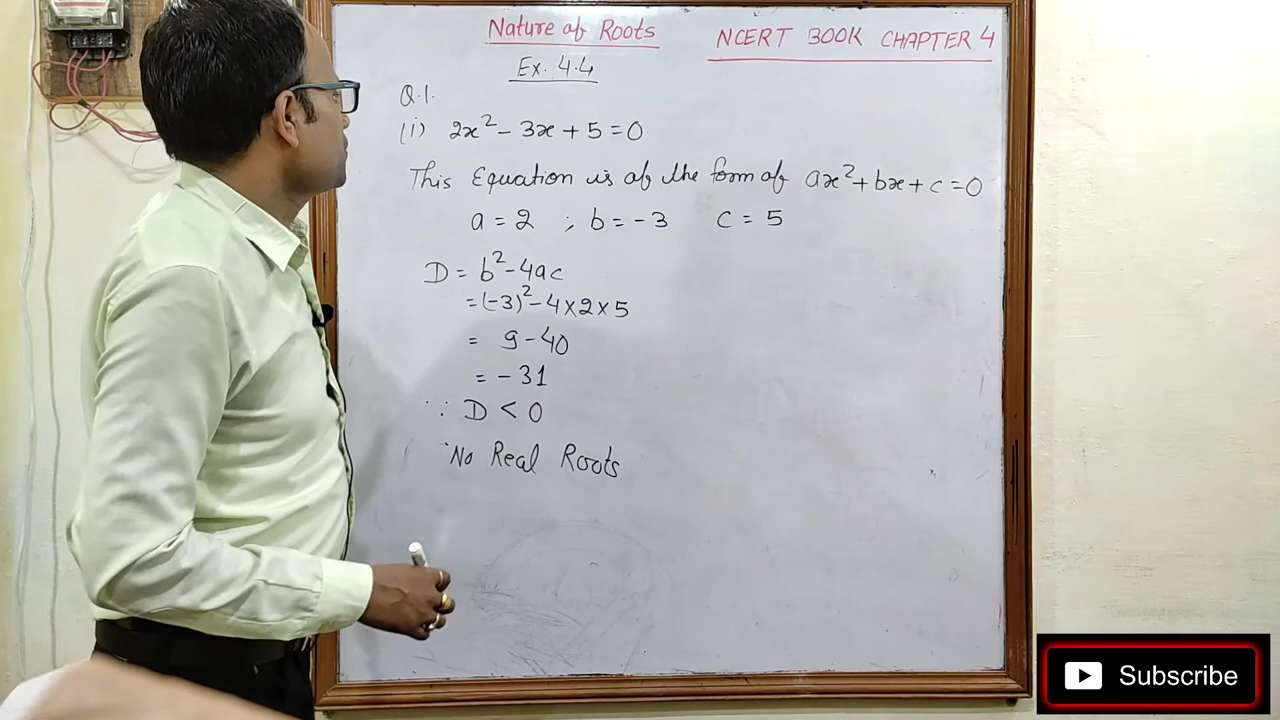 Nature of Roots
NCERT BOOK CHAPTER 4
Ex. 4.4
Q.1.
(i) 2x² - 3x + 5 = 0
This Equation is of the form of ax² + bx + c = 0
a = 2 ; b = -3 c = 5
D = b² - 4ac
= (-3)² - 4 × 2 × 5
= 9 - 40
= -31
∵ D < 0
No Real Roots
Subscribe